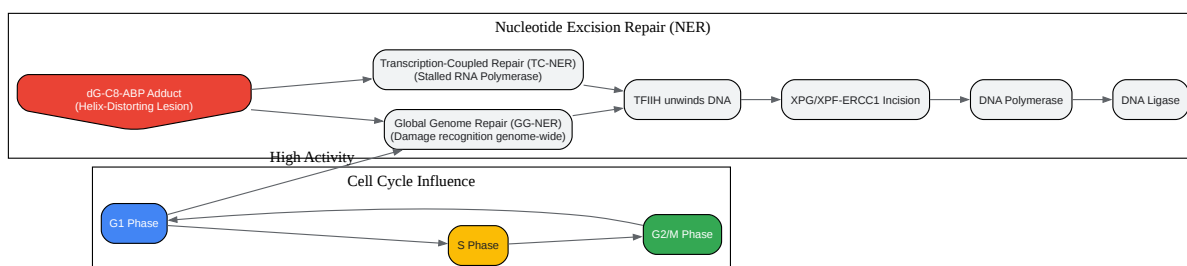 Nucleotide Excision Repair (NER)
dG-C8-ABP Adduct
(Helix-Distorting Lesion)
Transcription-Coupled Repair (TC-NER)
(Stalled RNA Polymerase)
Global Genome Repair (GG-NER)
(Damage recognition genome-wide)
TFIIH unwinds DNA
XPG/XPF-ERCC1 Incision
DNA Polymerase
DNA Ligase
High Activity
Cell Cycle Influence
G1 Phase
S Phase
G2/M Phase